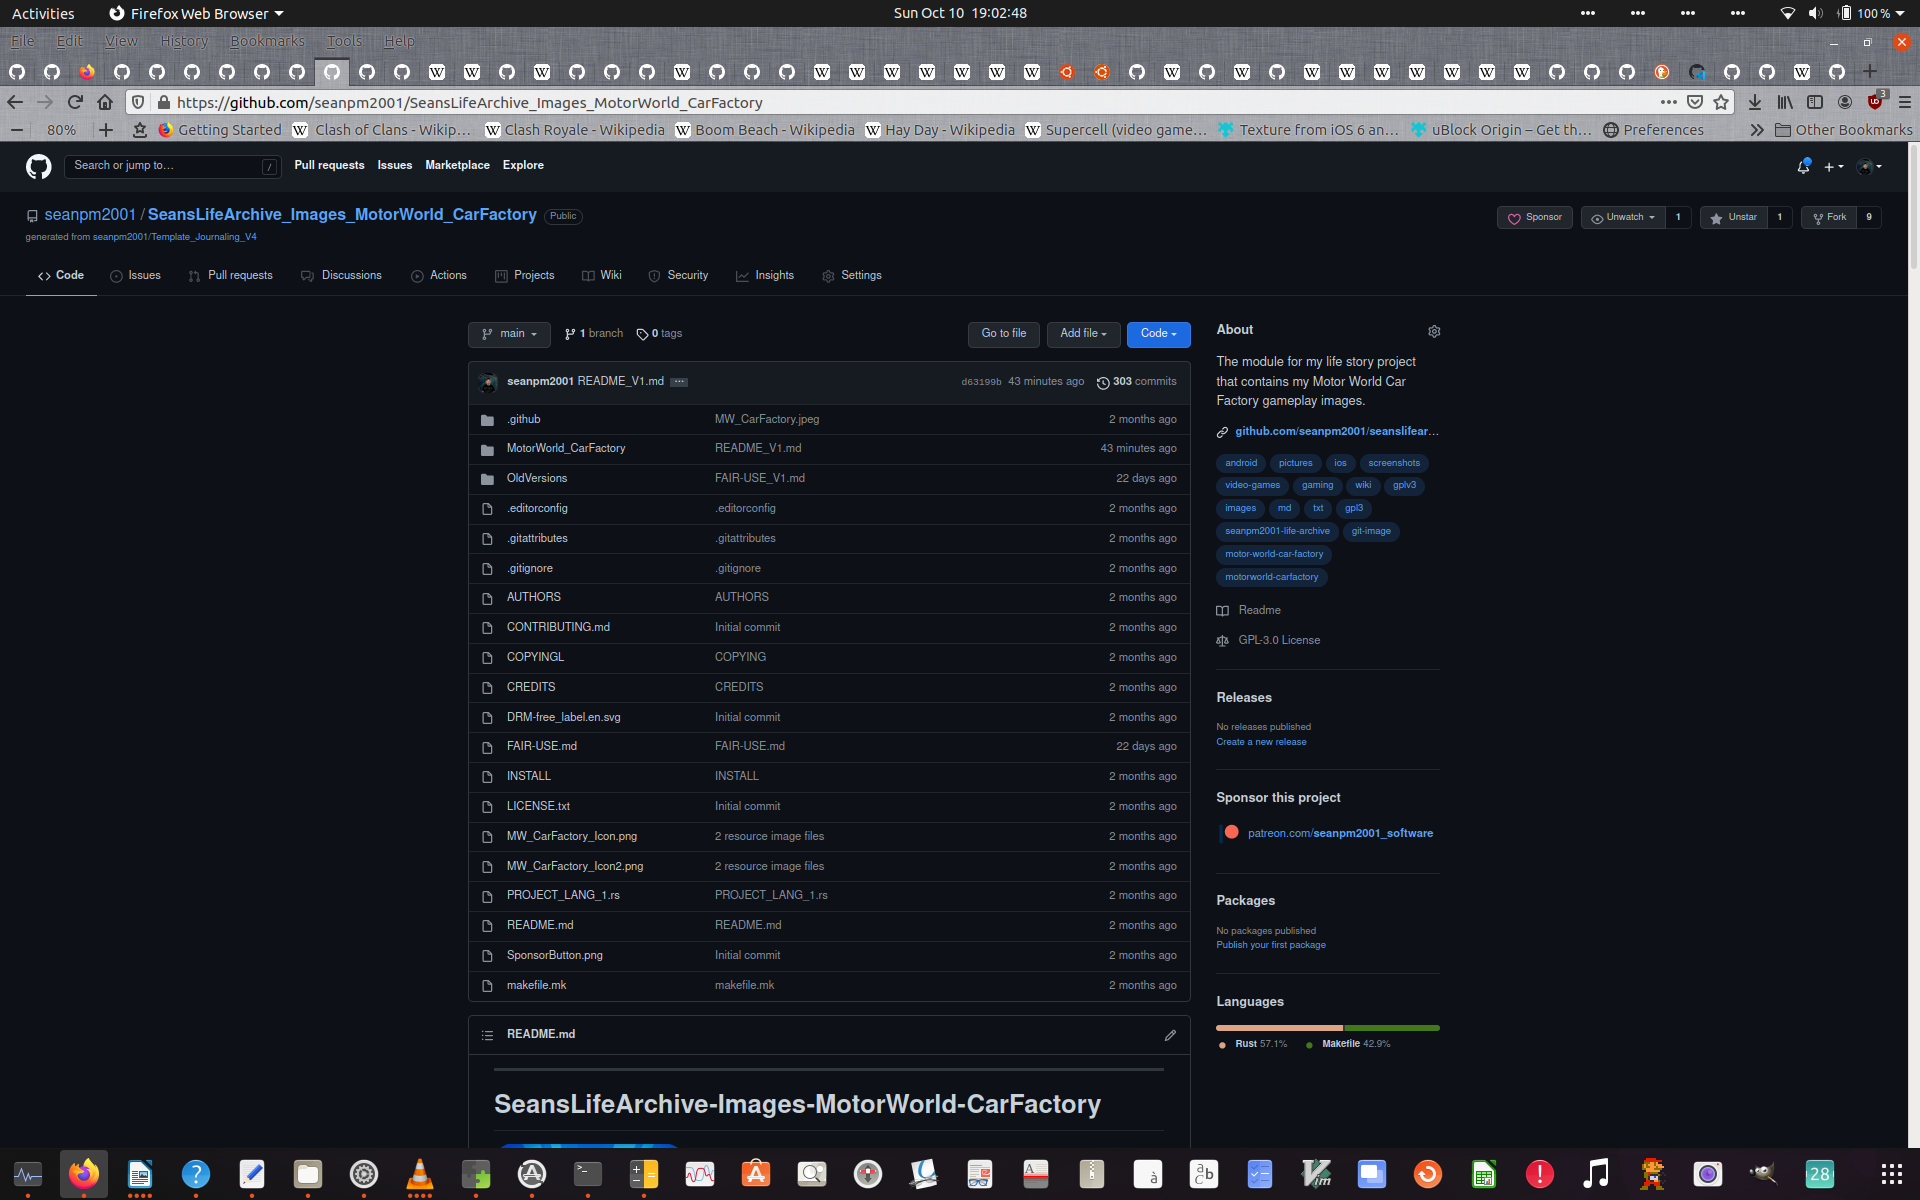 Activities Firefox Web Browser Sun Oct 10 19:02:48 100 %
File Edit View History Bookmarks Tools Help
https://github.com/seanpm2001/SeansLifeArchive_Images_MotorWorld_CarFactory 3
80% Getting Started Clash of Clans - Wikip… Clash Royale - Wikipedia Boom Beach - Wikipedia Hay Day - Wikipedia Supercell (video game… Texture from iOS 6 an… uBlock Origin – Get th… Preferences Other Bookmarks
Search or jump to… / Pull requests Issues Marketplace Explore
seanpm2001 / SeansLifeArchive_Images_MotorWorld_CarFactory Public Sponsor Unwatch 1 Unstar 1 Fork 9
generated from seanpm2001/Template_Journaling_V4
Code Issues Pull requests Discussions Actions Projects Wiki Security Insights Settings
main 1 branch 0 tags Go to file Add file Code
seanpm2001 README_V1.md ... d63199b 43 minutes ago 303 commits
.github MW_CarFactory.jpeg 2 months ago
MotorWorld_CarFactory README_V1.md 43 minutes ago
OldVersions FAIR-USE_V1.md 22 days ago
.editorconfig .editorconfig 2 months ago
.gitattributes .gitattributes 2 months ago
.gitignore .gitignore 2 months ago
AUTHORS AUTHORS 2 months ago
CONTRIBUTING.md Initial commit 2 months ago
COPYINGL COPYING 2 months ago
CREDITS CREDITS 2 months ago
DRM-free_label.en.svg Initial commit 2 months ago
FAIR-USE.md FAIR-USE.md 22 days ago
INSTALL INSTALL 2 months ago
LICENSE.txt Initial commit 2 months ago
MW_CarFactory_Icon.png 2 resource image files 2 months ago
MW_CarFactory_Icon2.png 2 resource image files 2 months ago
PROJECT_LANG_1.rs PROJECT_LANG_1.rs 2 months ago
README.md README.md 2 months ago
SponsorButton.png Initial commit 2 months ago
makefile.mk makefile.mk 2 months ago
README.md
SeansLifeArchive-Images-MotorWorld-CarFactory
About
The module for my life story project
that contains my Motor World Car
Factory gameplay images.
github.com/seanpm2001/seanslifear…
android pictures ios screenshots
video-games gaming wiki gplv3
images md txt gpl3
seanpm2001-life-archive git-image
motor-world-car-factory
motorworld-carfactory
Readme
GPL-3.0 License
Releases
No releases published
Create a new release
Sponsor this project
patreon.com/seanpm2001_software
Packages
No packages published
Publish your first package
Languages
Rust 57.1% Makefile 42.9%
28